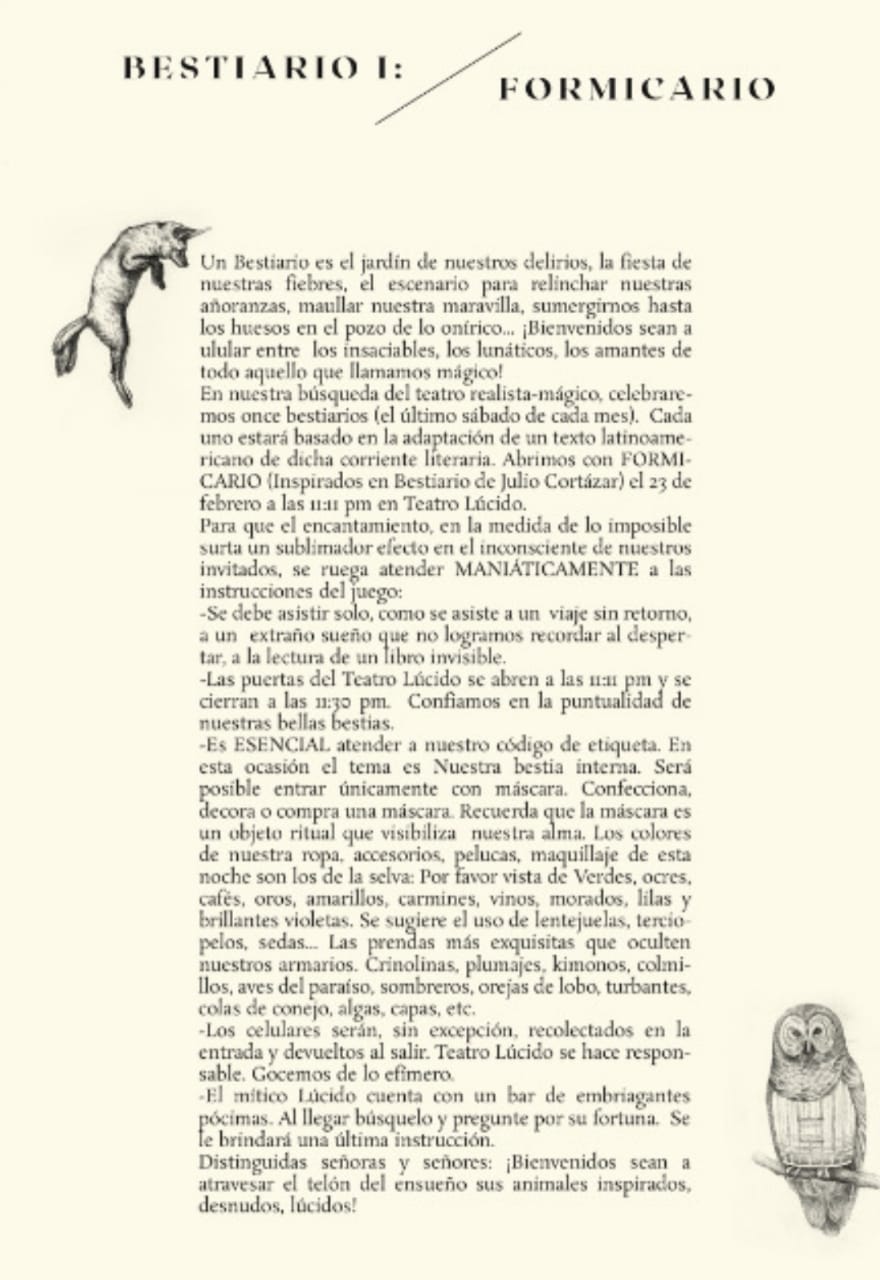 BESTIARIO I:
FORMICARIO
Un Bestiario es el jardín de nuestros delirios, la fiesta de
nuestras fiebres, el escenario para relinchar nuestras
añoranzas, maullar nuestra maravilla, sumergirnos hasta
los huesos en el pozo de lo onírico... ¡Bienvenidos sean a
ulular entre los insaciables, los lunáticos, los amantes de
todo aquello que llamamos mágico!
En nuestra búsqueda del teatro realista-mágico, celebrare-
mos once bestiarios (el último sábado de cada mes). Cada
uno estará basado en la adaptación de un texto latinoame-
ricano de dicha corriente literaria. Abrimos con FORMI-
CARIO (Inspirados en Bestiario de Julio Cortázar) el 23 de
febrero a las 11:11 pm en Teatro Lúcido.
Para que el encantamiento, en la medida de lo imposible
surta un sublimador efecto en el inconsciente de nuestros
invitados, se ruega atender MANIÁTICAMENTE a las
instrucciones del juego:
-Se debe asistir solo, como se asiste a un viaje sin retorno,
a un extraño sueño que no logramos recordar al desper-
tar, a la lectura de un libro invisible.
-Las puertas del Teatro Lúcido se abren a las 11:11 pm y se
cierran a las 11:30 pm. Confiamos en la puntualidad de
nuestras bellas bestias.
-Es ESENCIAL atender a nuestro código de etiqueta. En
esta ocasión el tema es Nuestra bestia interna. Será
posible entrar únicamente con máscara. Confecciona,
decora o compra una máscara. Recuerda que la máscara es
un objeto ritual que visibiliza nuestra alma. Los colores
de nuestra ropa, accesorios, pelucas, maquillaje de esta
noche son los de la selva: Por favor vista de Verdes, ocres,
cafés, oros, amarillos, carmines, vinos, morados, lilas y
brillantes violetas. Se sugiere el uso de lentejuelas, tercio-
pelos, sedas... Las prendas más exquisitas que oculten
nuestros armarios. Crinolinas, plumajes, kimonos, colmi-
llos, aves del paraíso, sombreros, orejas de lobo, turbantes,
colas de conejo, algas, capas, etc.
-Los celulares serán, sin excepción, recolectados en la
entrada y devueltos al salir. Teatro Lúcido se hace respon-
sable. Gocemos de lo efímero.
-El mítico Lúcido cuenta con un bar de embriagantes
pócimas. Al llegar búsquelo y pregunte por su fortuna. Se
le brindará una última instrucción.
Distinguidas señoras y señores: ¡Bienvenidos sean a
atravesar el telón del ensueño sus animales inspirados,
desnudos, lúcidos!